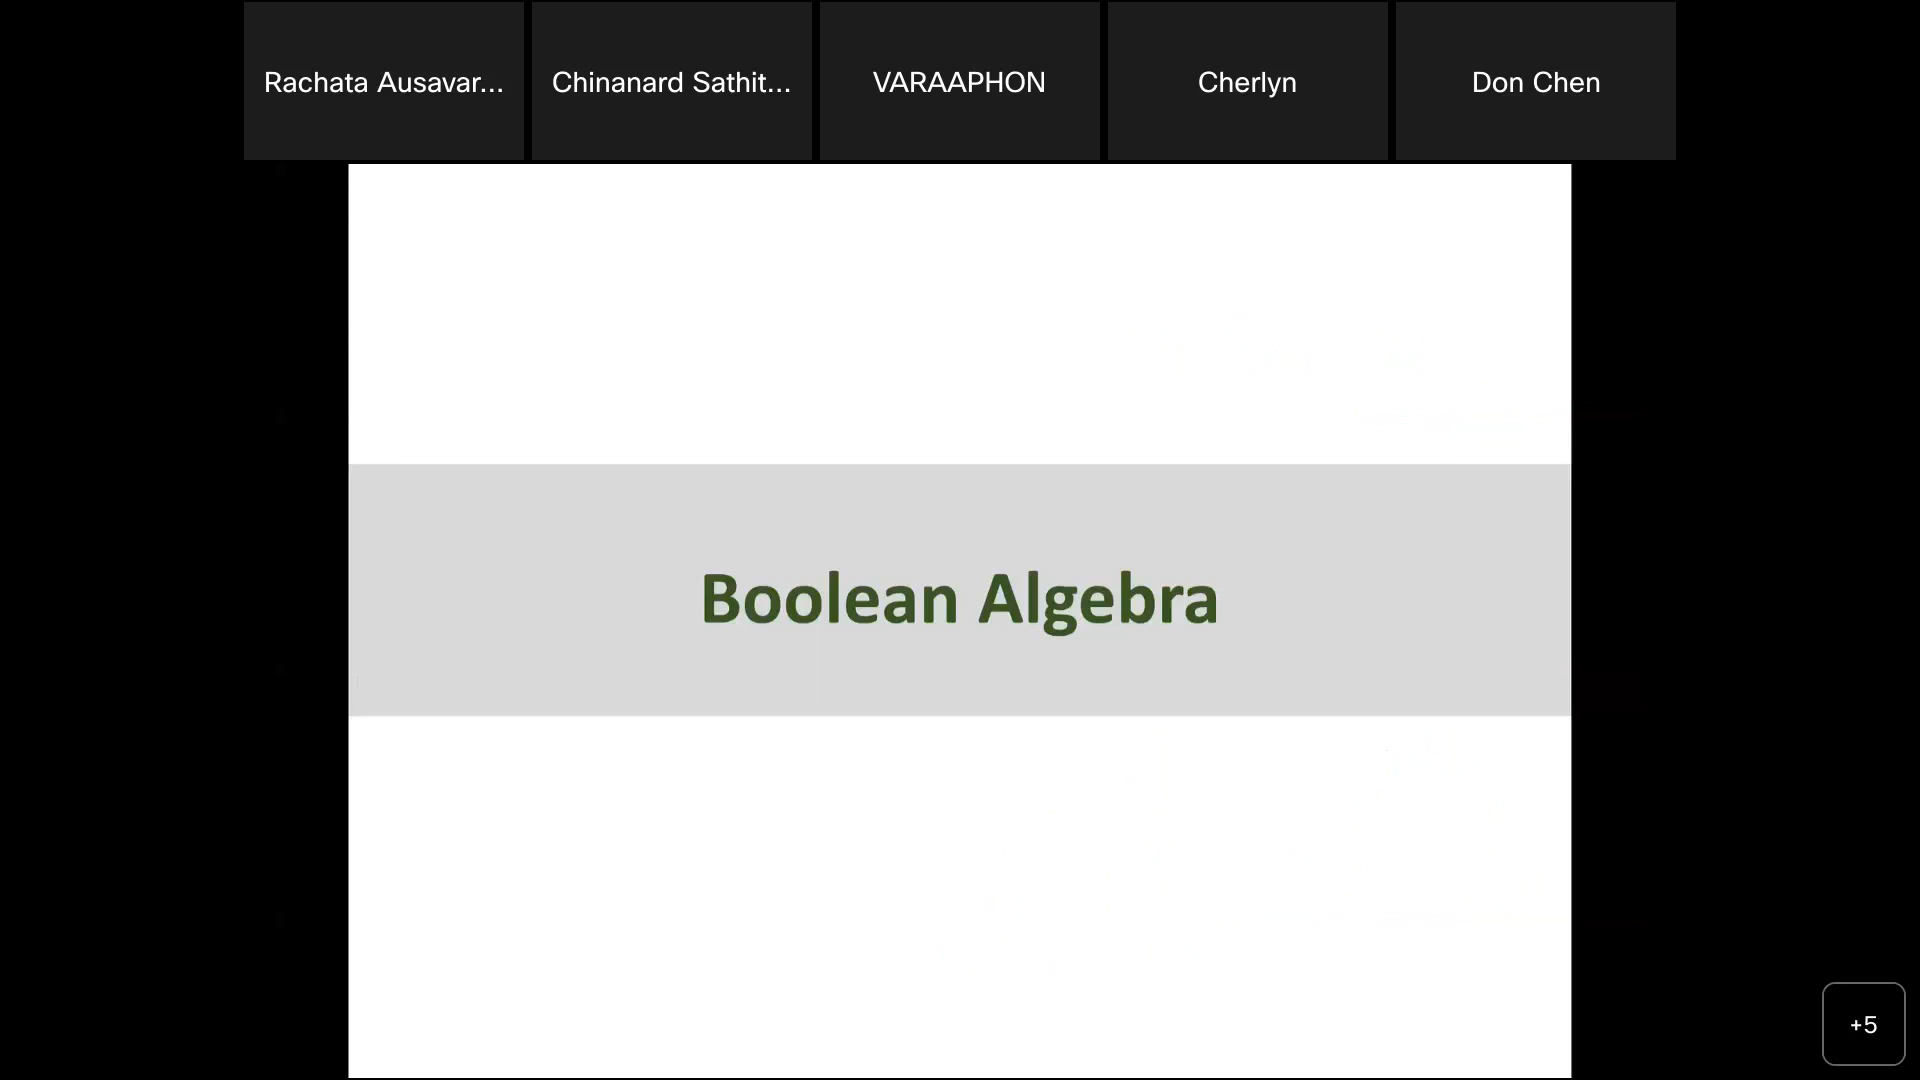 Rachata Ausavar...
Chinanard Sathit...
VARAAPHON
Cherlyn
Don Chen
Boolean Algebra
+5